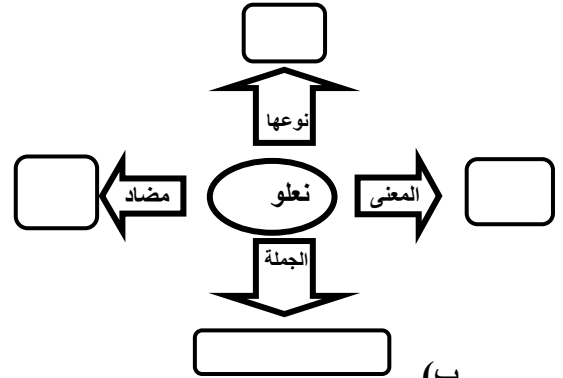 نوعها
المعنى
نعلو
مضاد
الجملة
ب)